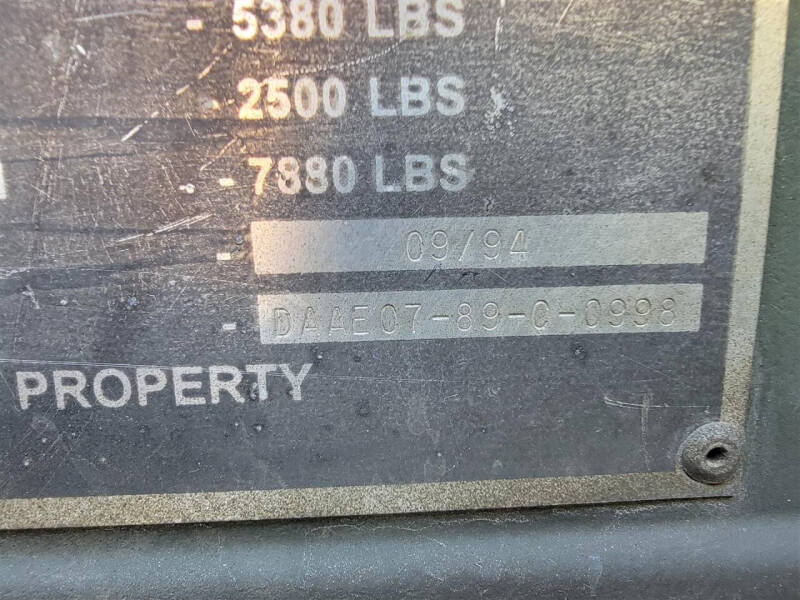 - 5380 LBS
- 2500 LBS
- 7880 LBS
- 09/94
- DAAE07-89-C-0998
PROPERTY